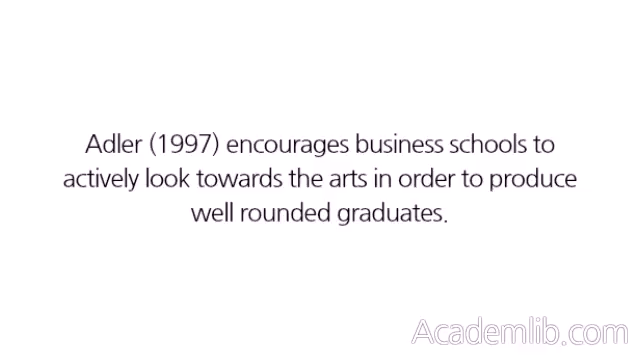 Adler (1997) encourages business schools to
actively look towards the arts in order to produce
well rounded graduates.
Academlib.com